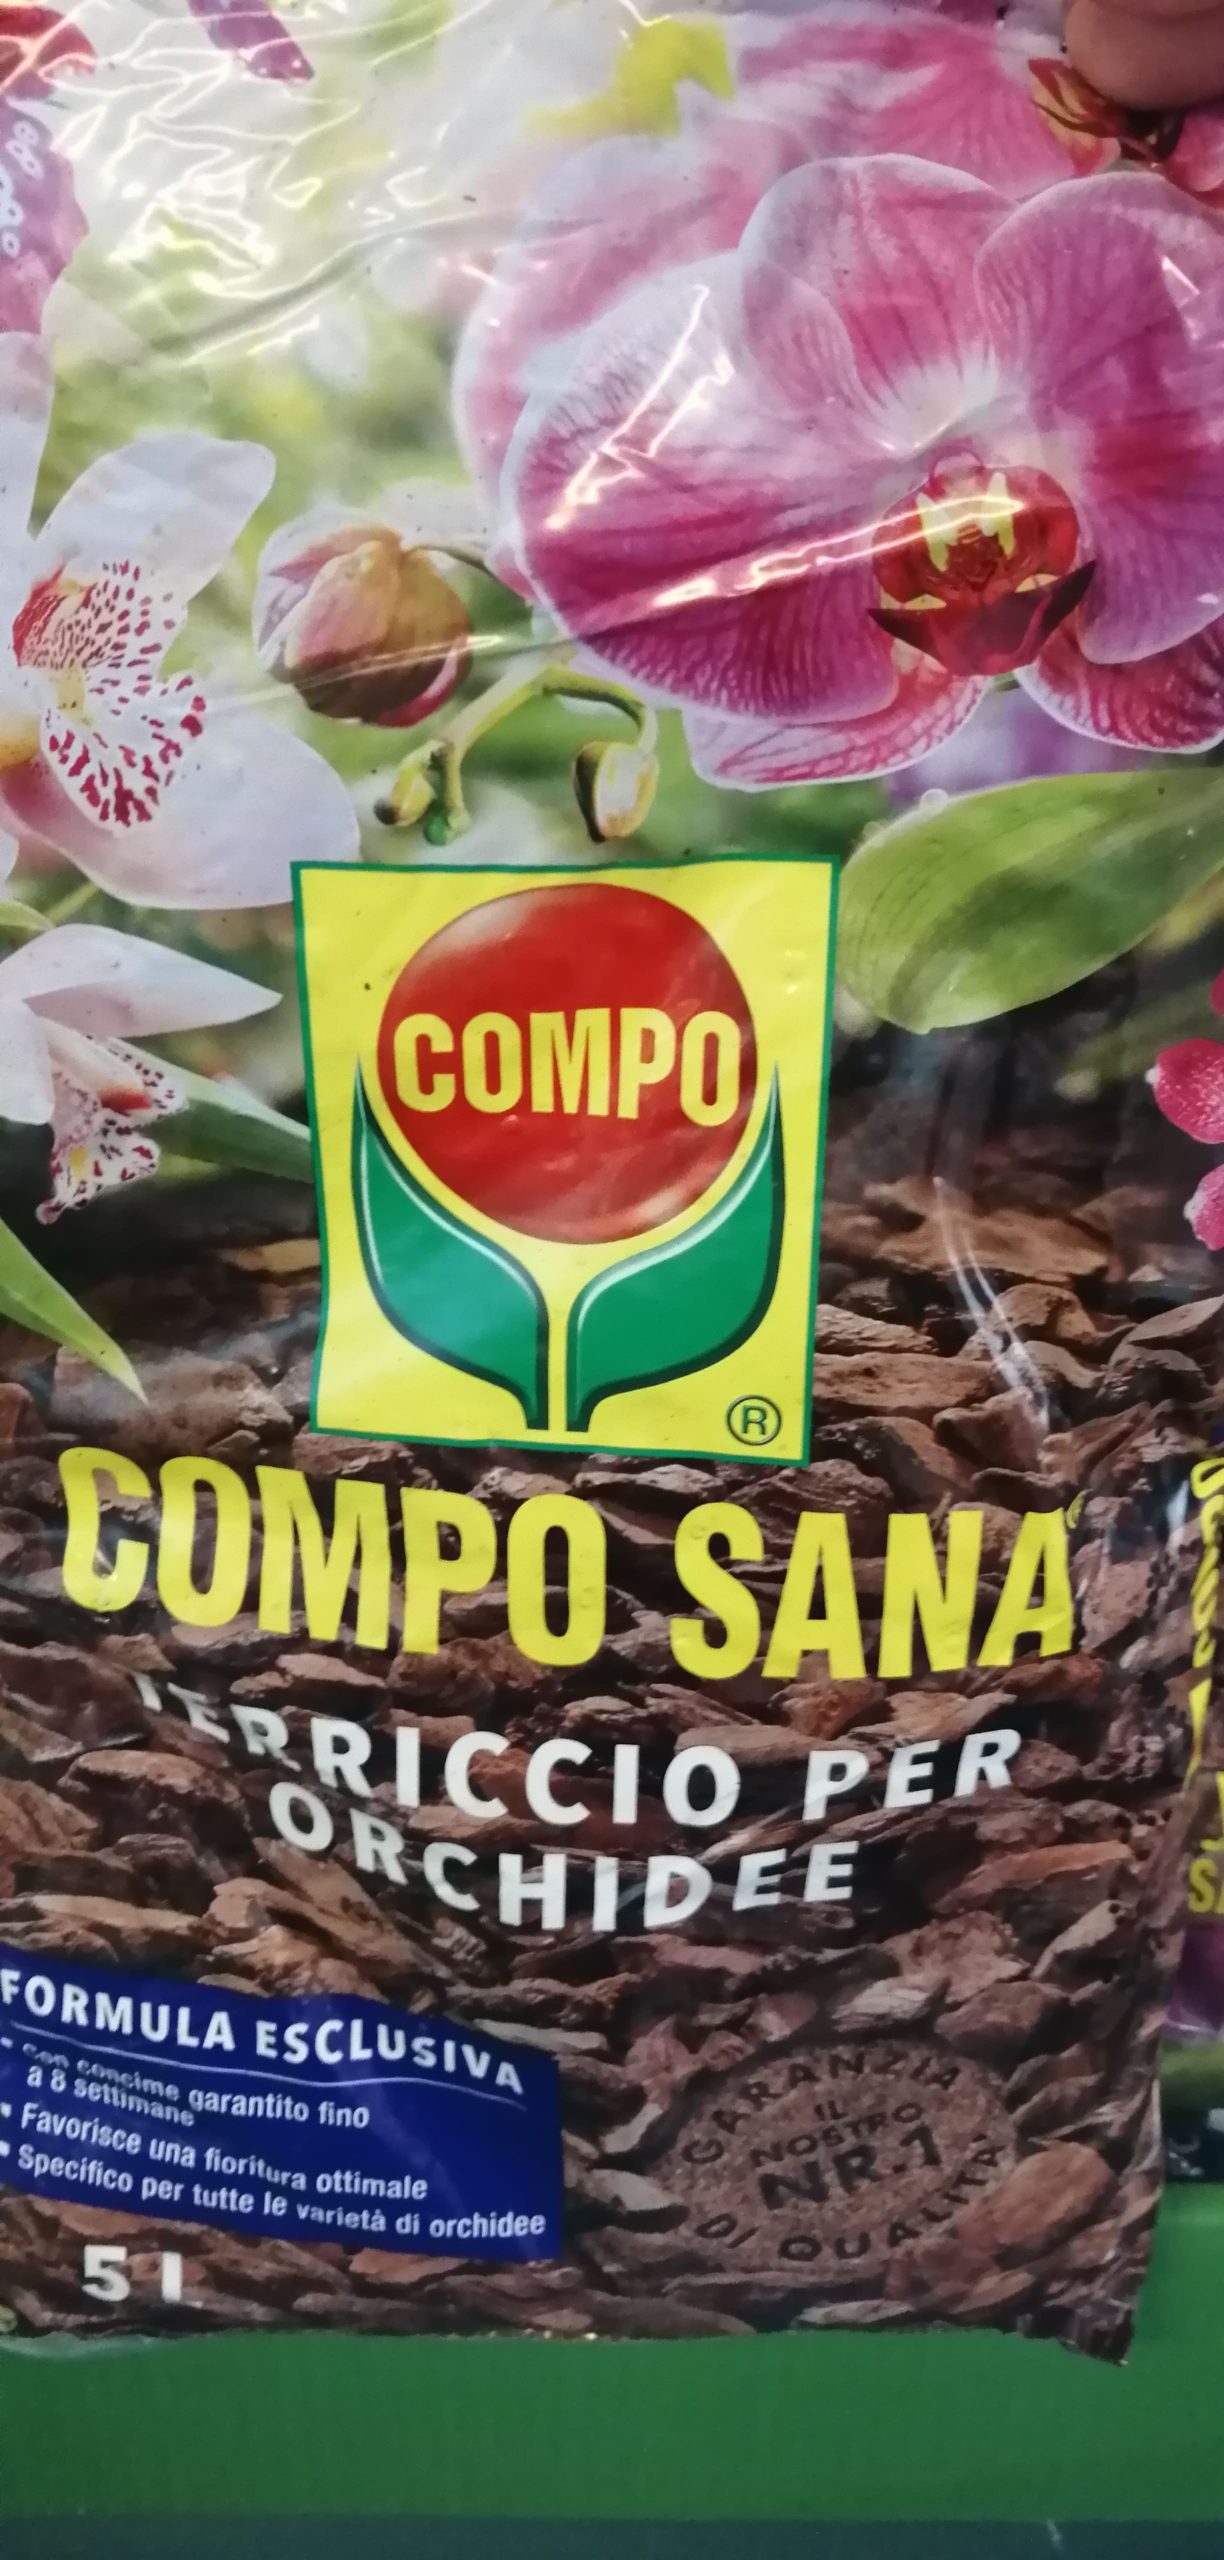 COMPO
®
COMPO SANA
TERRICCIO PER
ORCHIDEE
FORMULA ESCLUSIVA
- con concime garantito fino
a 8 settimane
▪ Favorisce una fioritura ottimale
▪ Specifico per tutte le varietà di orchidee
5 l
GARANZIA
IL
NOSTRO
NR.1
DI QUALITÀ